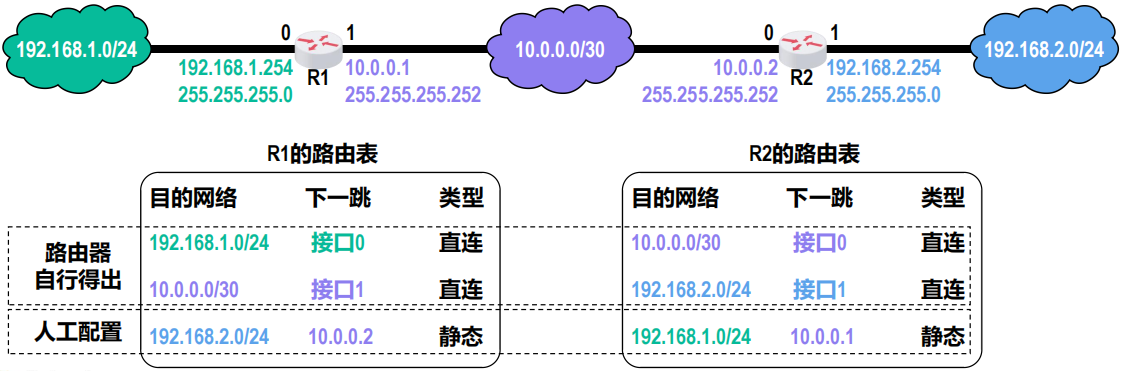 192.168.1.0/24
0
1
R1
192.168.1.254
255.255.255.0
10.0.0.1
255.255.255.252
10.0.0.0/30
0
1
R2
10.0.0.2
255.255.255.252
192.168.2.254
255.255.255.0
192.168.2.0/24
R1的路由表
目的网络 下一跳 类型
192.168.1.0/24 接口0 直连
10.0.0.0/30 接口1 直连
192.168.2.0/24 10.0.0.2 静态
R2的路由表
目的网络 下一跳 类型
10.0.0.0/30 接口0 直连
192.168.2.0/24 接口1 直连
192.168.1.0/24 10.0.0.1 静态
路由器
自行得出
人工配置